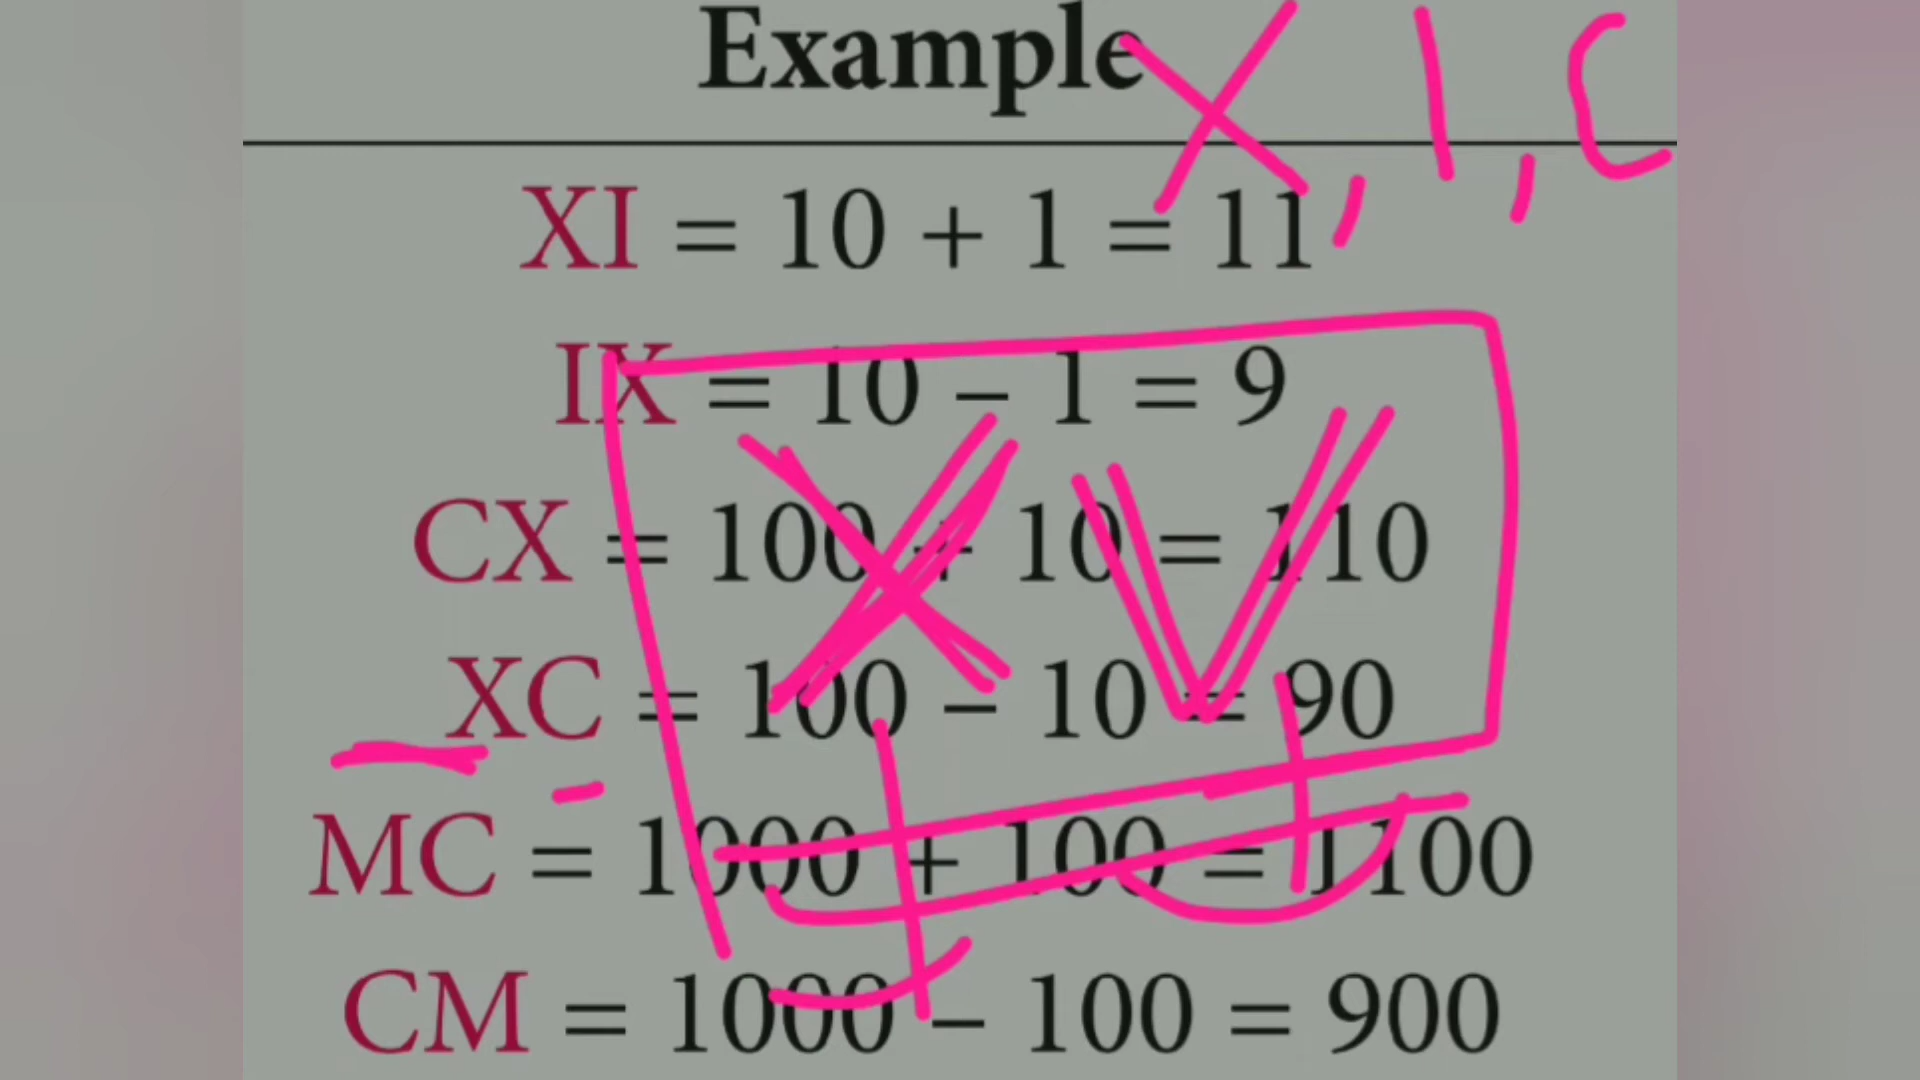 Example
X, I, C
XI = 10 + 1 = 11
IX = 10 – 1 = 9
CX = 100 + 10 = 110
XC = 100 – 10 = 90
XV
MC = 1000 + 100 = 1100
CM = 1000 – 100 = 900